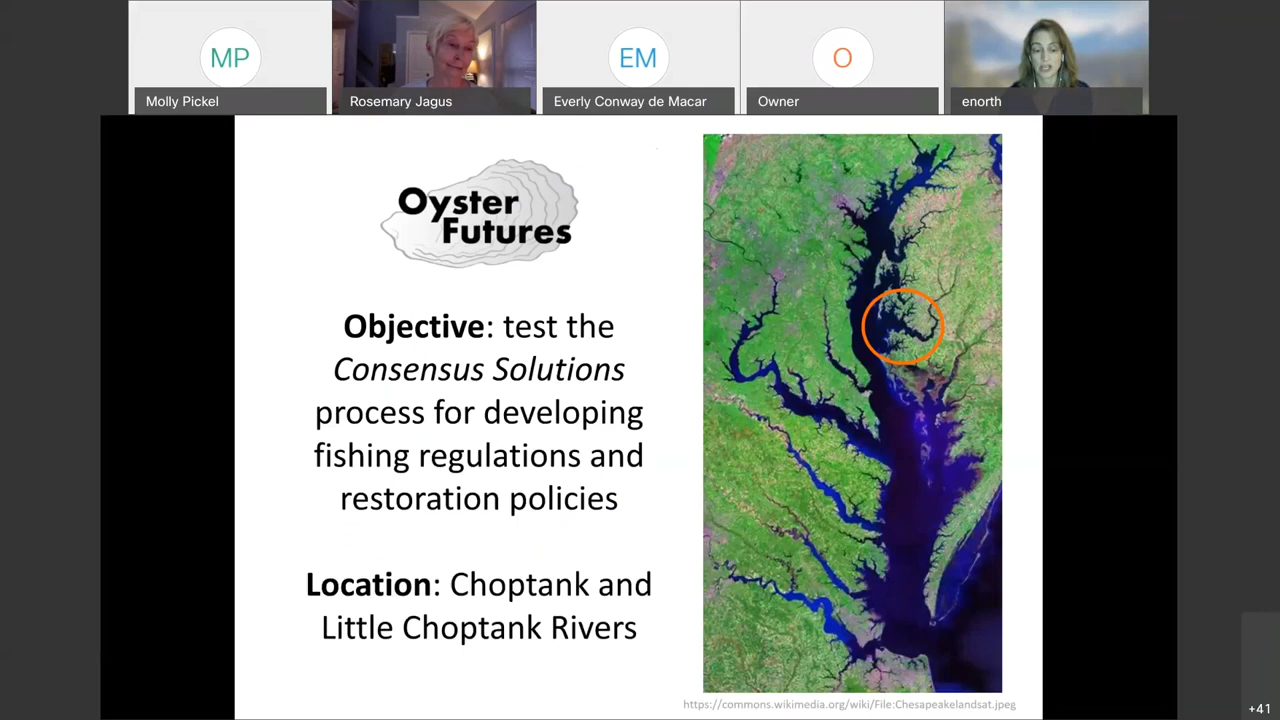 MP
EM
O
Molly Pickel
Rosemary Jagus
Everly Conway de Macar
Owner
enorth
Oyster
Futures
Objective: test the
Consensus Solutions
process for developing
fishing regulations and
restoration policies
Location: Choptank and
Little Choptank Rivers
https://commons.wikimedia.org/wiki/File:Chesapeakelandsat.jpeg
+41